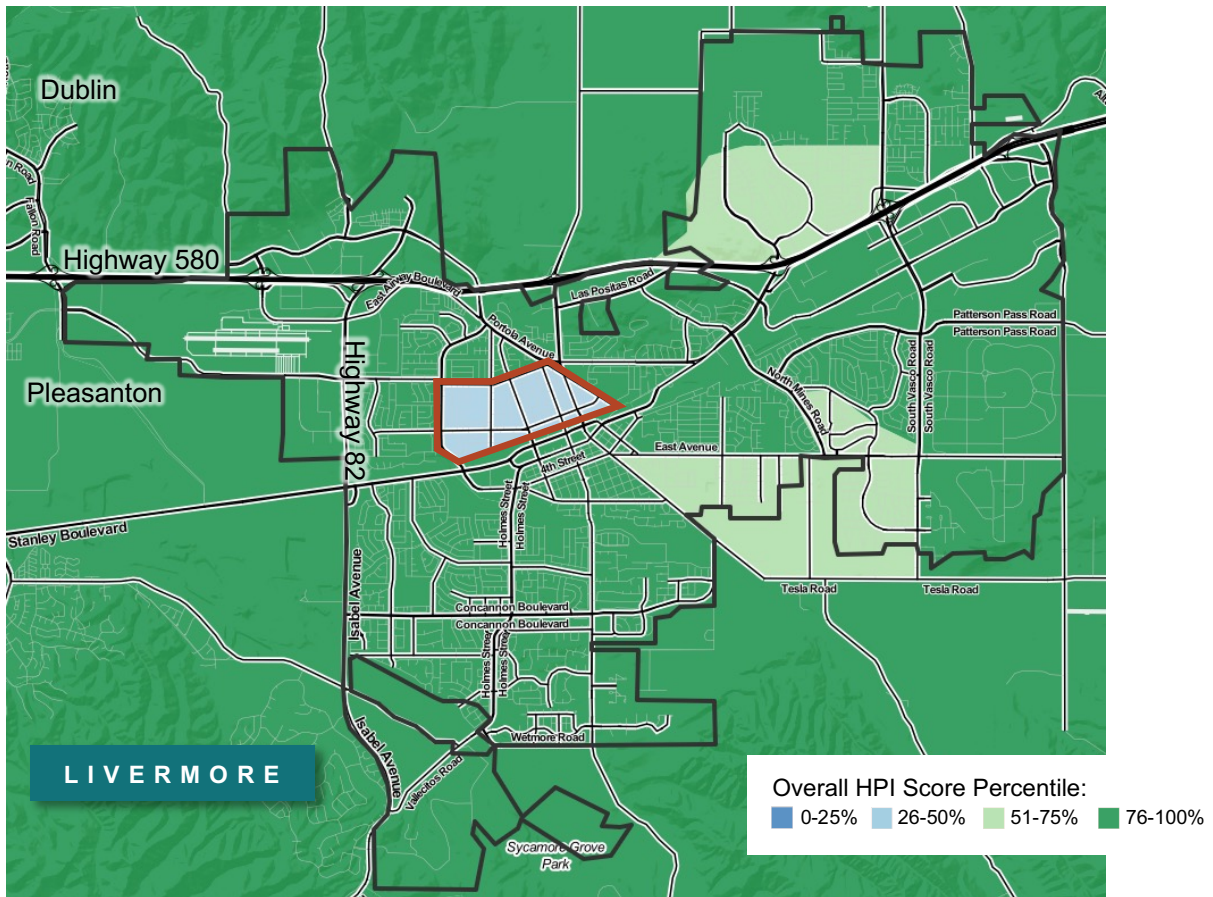 Dublin
Fallon Road
Highway 580
East Airway Boulevard
Las Positas Road
Portola Avenue
Patterson Pass Road
Patterson Pass Road
Pleasanton
Highway 82
North Mines Road
South Vasco Road
South Vasco Road
East Avenue
4th Street
Holmes Street
Holmes Street
Stanley Boulevard
Isabel Avenue
Tesla Road
Tesla Road
Concannon Boulevard
Concannon Boulevard
Holmes Street
Holmes Street
Isabel Avenue
Wetmore Road
Vallecitos Road
LIVERMORE
Sycamore Grove
Park
Overall HPI Score Percentile:
0-25% 26-50% 51-75% 76-100%